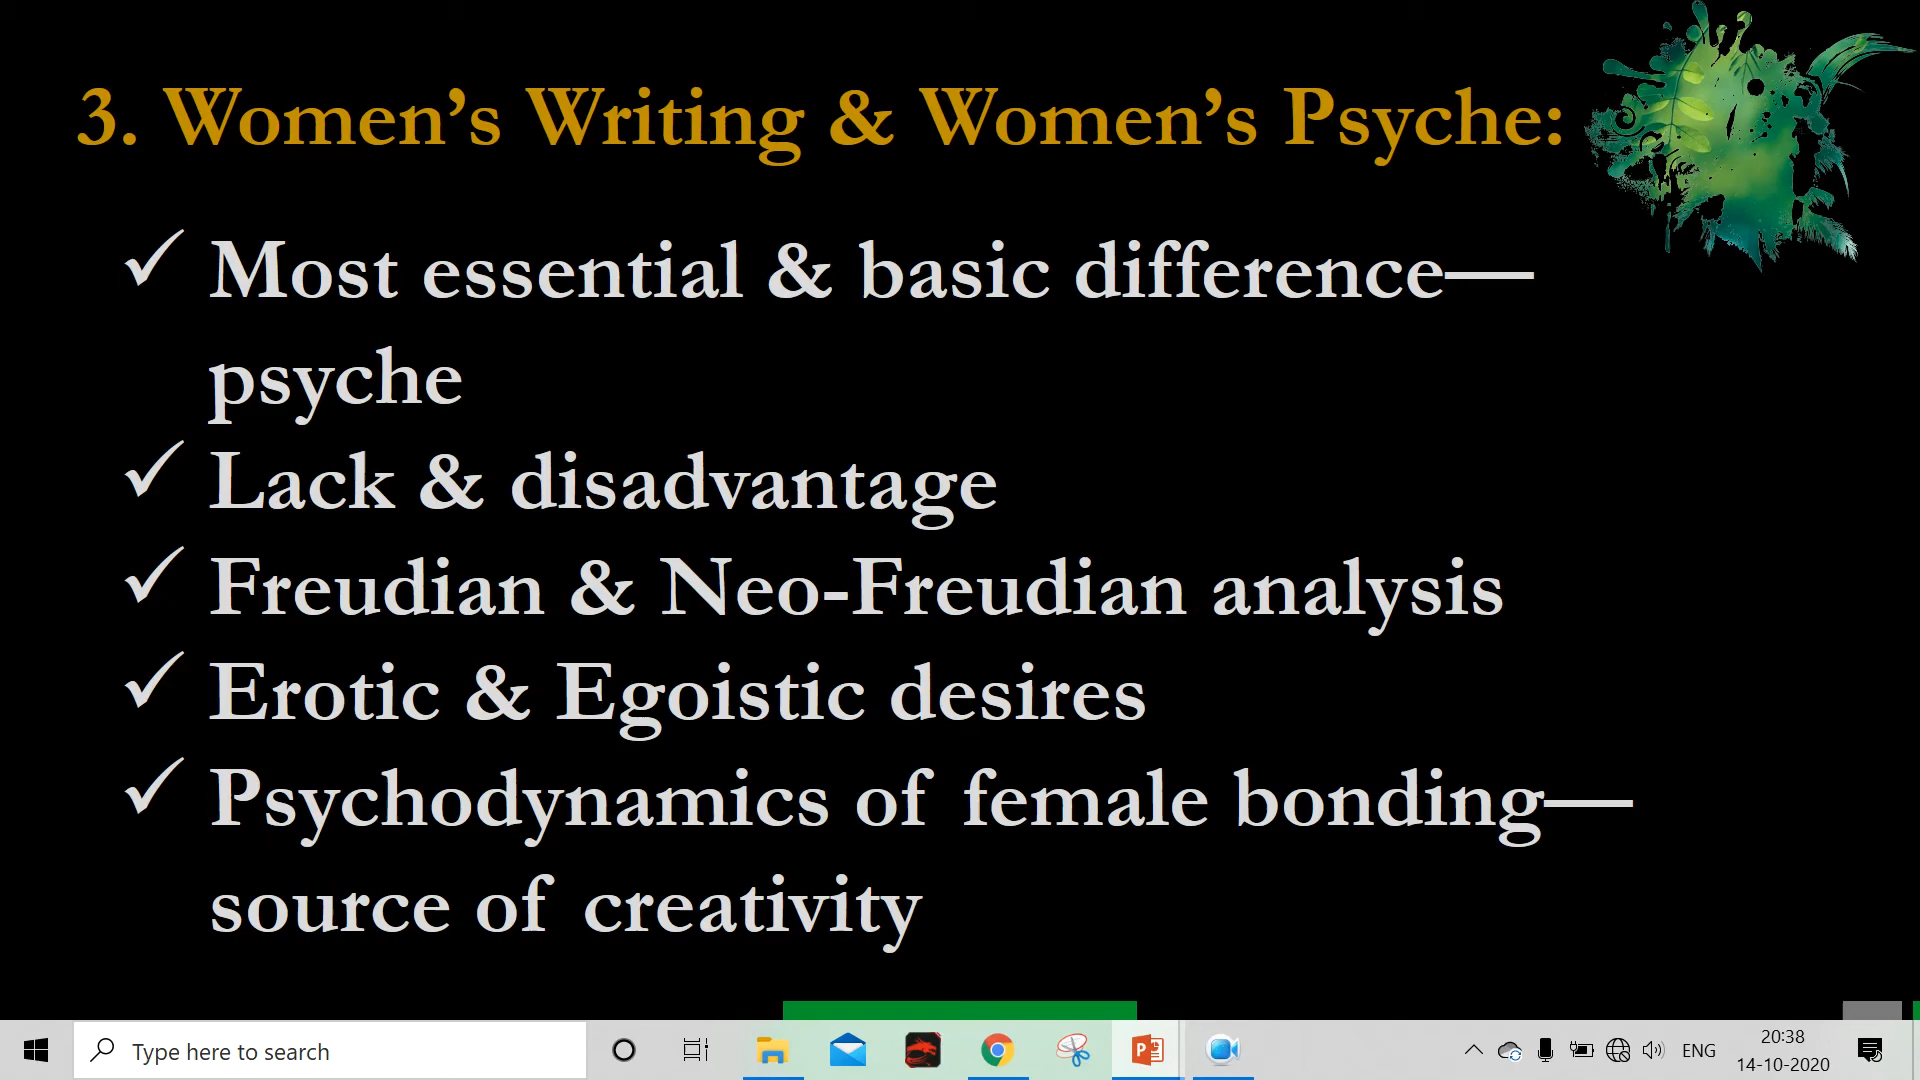 3. Women’s Writing & Women’s Psyche:
✓ Most essential & basic difference—
psyche
✓ Lack & disadvantage
✓ Freudian & Neo-Freudian analysis
✓ Erotic & Egoistic desires
✓ Psychodynamics of female bonding—
source of creativity
Type here to search
ENG
20:38
14-10-2020